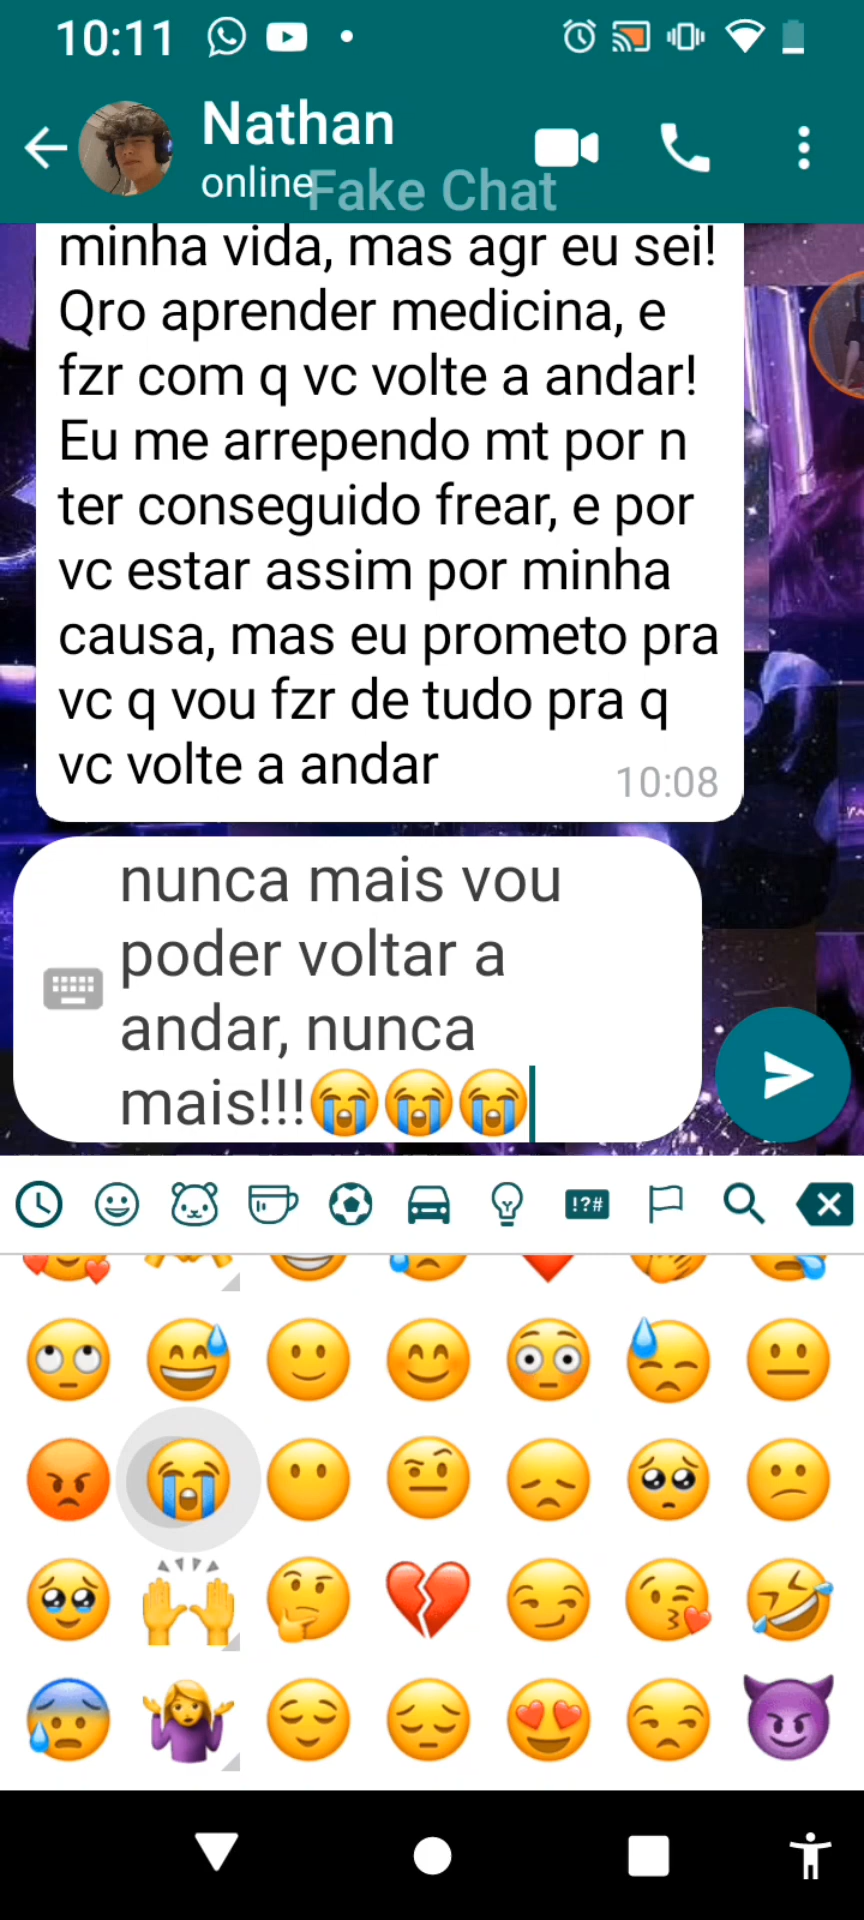 10:11
Nathan
online
Fake Chat
minha vida, mas agr eu sei!
Qro aprender medicina, e
fzr com q vc volte a andar!
Eu me arrependo mt por n
ter conseguido frear, e por
vc estar assim por minha
causa, mas eu prometo pra
vc q vou fzr de tudo pra q
vc volte a andar
10:08
nunca mais vou
poder voltar a
andar, nunca
mais!!!😭😭😭
!?#